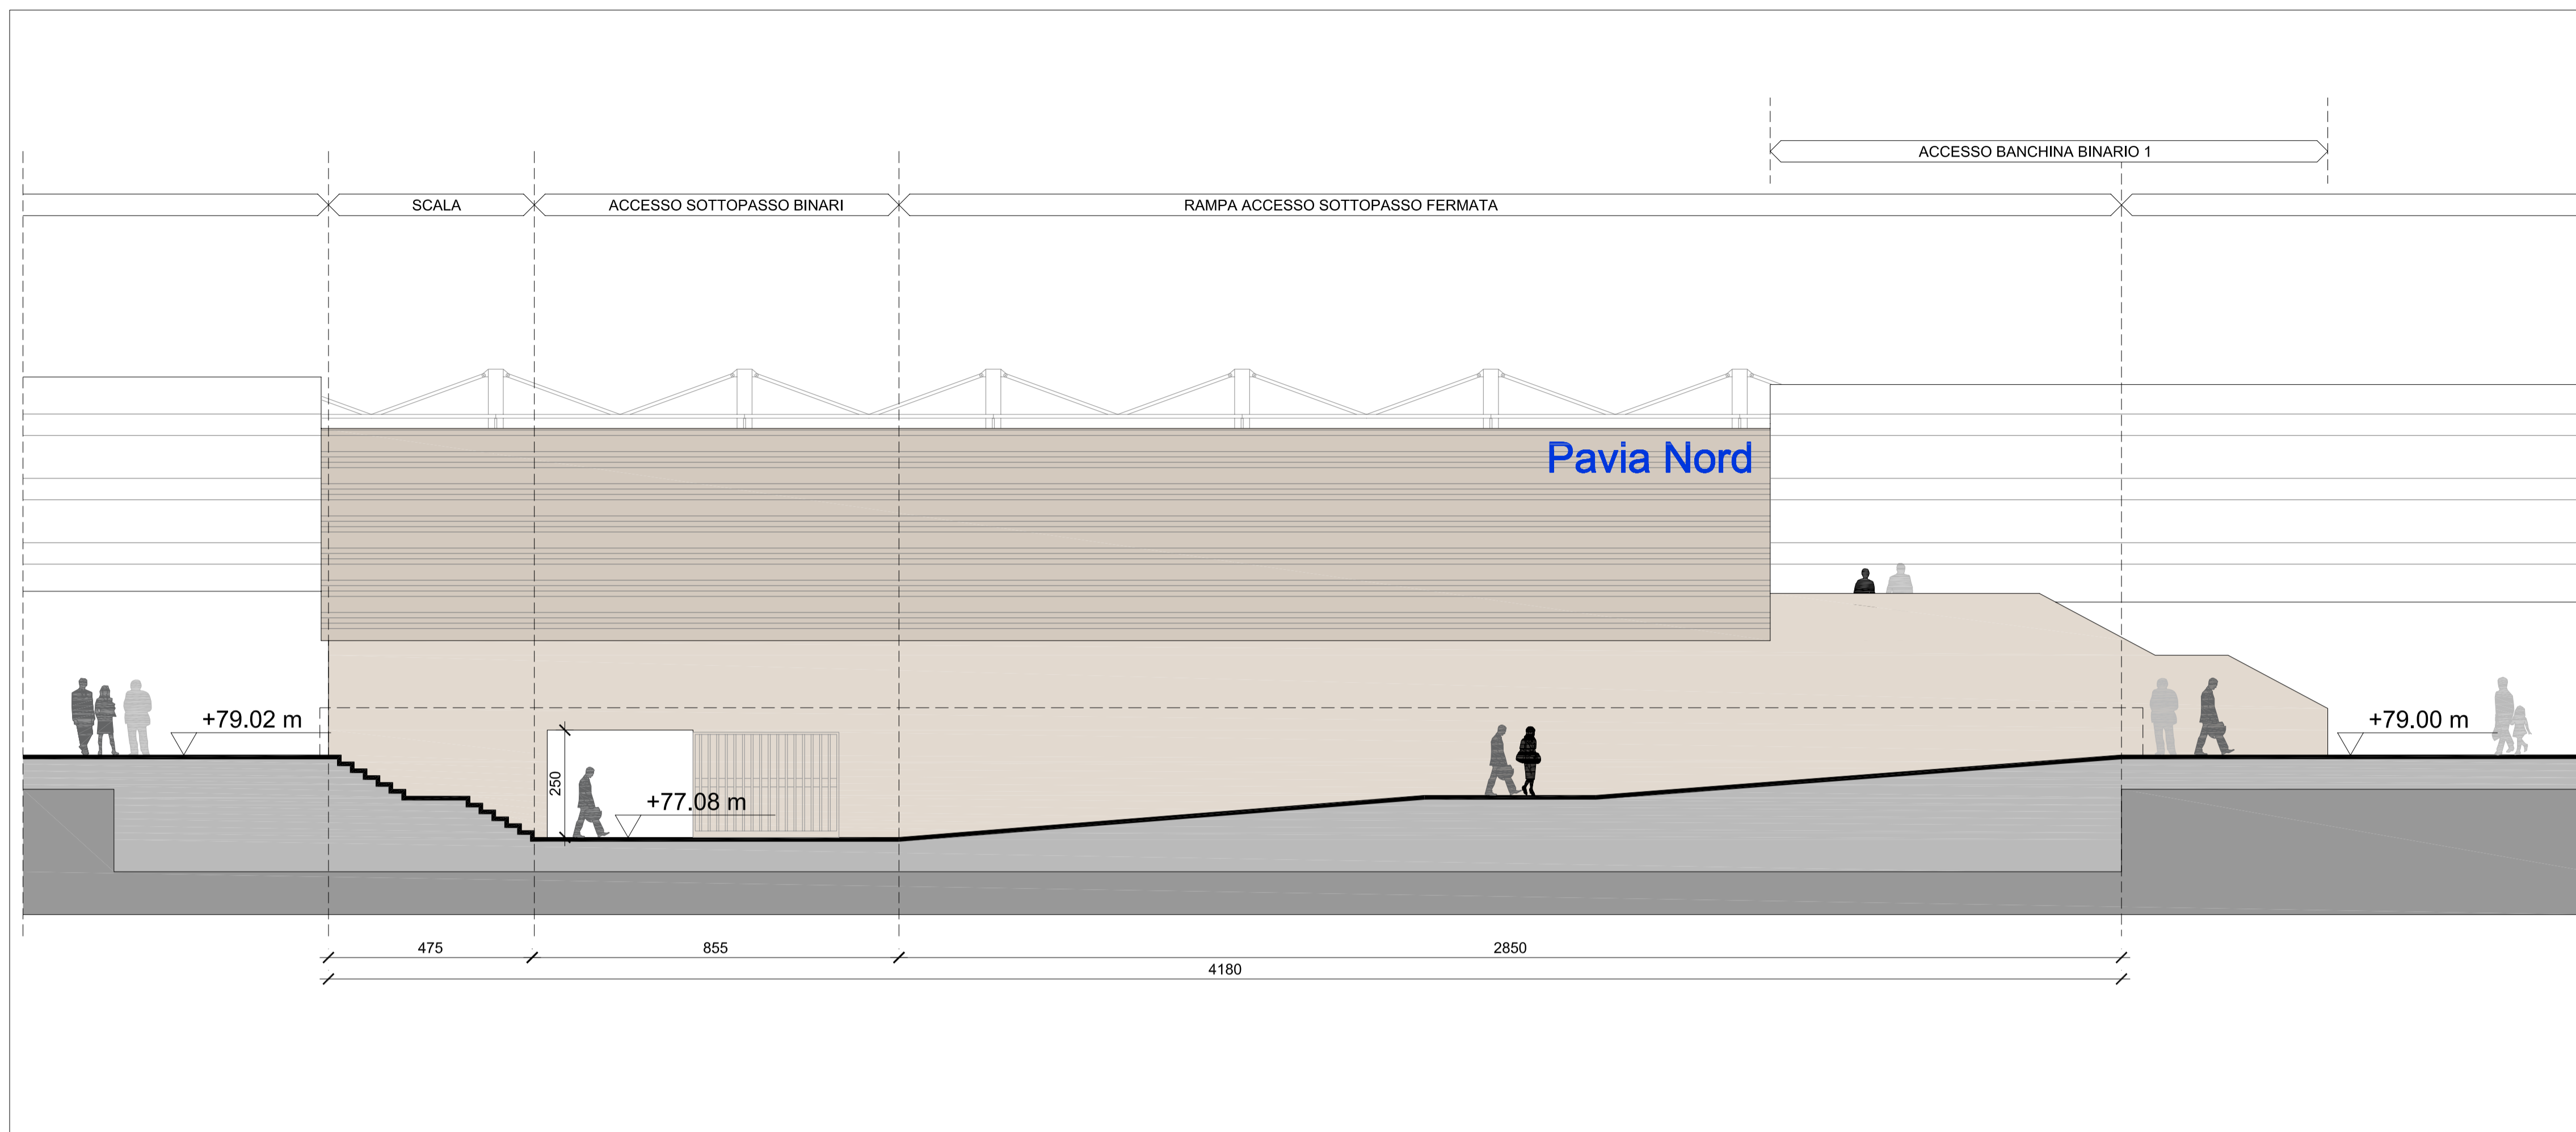 ACCESSO BANCHINA BINARIO 1
SCALA
ACCESSO SOTTOPASSO BINARI
RAMPA ACCESSO SOTTOPASSO FERMATA
Pavia Nord
+79.02 m
+79.00 m
250
+77.08 m
475
855
2850
4180